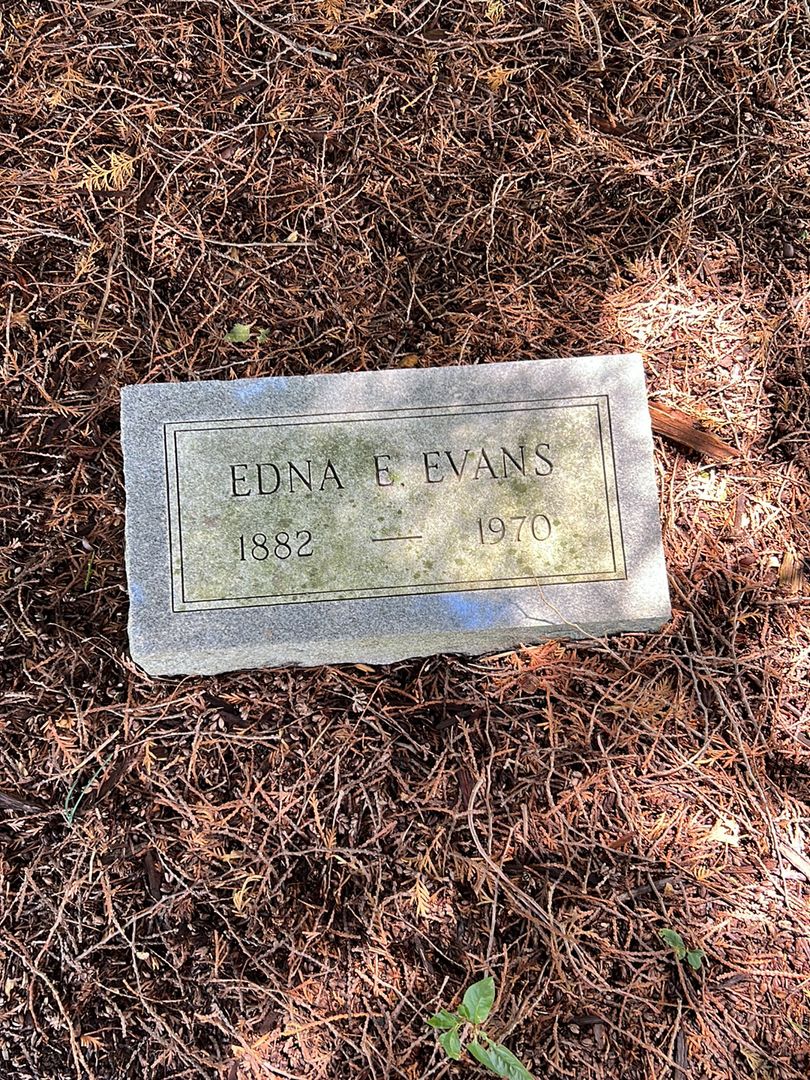 EDNA E. EVANS
1882 — 1970